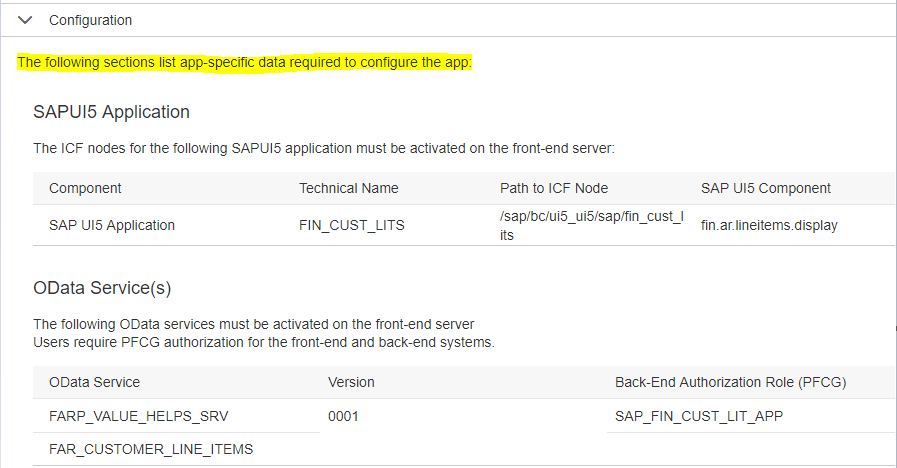 Configuration
The following sections list app-specific data required to configure the app:
SAPUI5 Application
The ICF nodes for the following SAPUI5 application must be activated on the front-end server:
Component Technical Name Path to ICF Node SAP UI5 Component
SAP UI5 Application FIN_CUST_LITS /sap/bc/ui5_ui5/sap/fin_cust_l
its fin.ar.lineitems.display
OData Service(s)
The following OData services must be activated on the front-end server
Users require PFCG authorization for the front-end and back-end systems.
OData Service Version Back-End Authorization Role (PFCG)
FARP_VALUE_HELPS_SRV 0001 SAP_FIN_CUST_LIT_APP
FAR_CUSTOMER_LINE_ITEMS